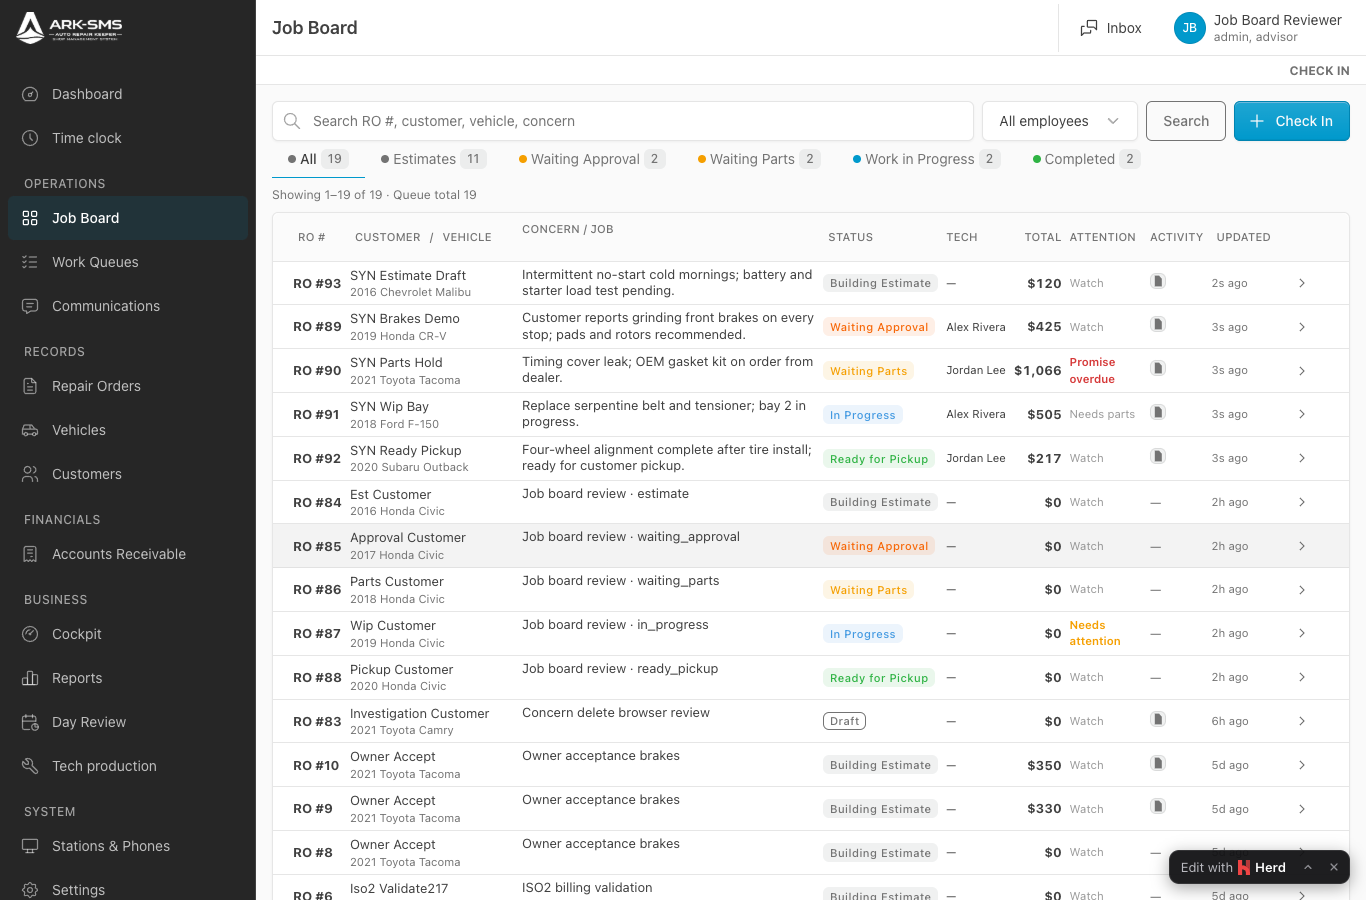 ARK-SMS
AUTO REPAIR KEEPER
SHOP MANAGEMENT SYSTEM
Dashboard
Time clock
OPERATIONS
Job Board
Work Queues
Communications
RECORDS
Repair Orders
Vehicles
Customers
FINANCIALS
Accounts Receivable
BUSINESS
Cockpit
Reports
Day Review
Tech production
SYSTEM
Stations & Phones
Settings
Job Board
Inbox
JB
Job Board Reviewer
admin, advisor
CHECK IN
Search RO #, customer, vehicle, concern
All employees
Search
Check In
All 19
Estimates 11
Waiting Approval 2
Waiting Parts 2
Work in Progress 2
Completed 2
Showing 1–19 of 19 · Queue total 19
RO # CUSTOMER / VEHICLE CONCERN / JOB STATUS TECH TOTAL ATTENTION ACTIVITY UPDATED
RO #93 SYN Estimate Draft
2016 Chevrolet Malibu
Intermittent no-start cold mornings; battery and
starter load test pending.
Building Estimate — $120 Watch 2s ago
RO #89 SYN Brakes Demo
2019 Honda CR-V
Customer reports grinding front brakes on every
stop; pads and rotors recommended.
Waiting Approval Alex Rivera $425 Watch 3s ago
RO #90 SYN Parts Hold
2021 Toyota Tacoma
Timing cover leak; OEM gasket kit on order from
dealer.
Waiting Parts Jordan Lee $1,066 Promise
overdue
3s ago
RO #91 SYN Wip Bay
2018 Ford F-150
Replace serpentine belt and tensioner; bay 2 in
progress.
In Progress Alex Rivera $505 Needs parts 3s ago
RO #92 SYN Ready Pickup
2020 Subaru Outback
Four-wheel alignment complete after tire install;
ready for customer pickup.
Ready for Pickup Jordan Lee $217 Watch 3s ago
RO #84 Est Customer
2016 Honda Civic
Job board review · estimate
Building Estimate — $0 Watch — 2h ago
RO #85 Approval Customer
2017 Honda Civic
Job board review · waiting_approval
Waiting Approval — $0 Watch — 2h ago
RO #86 Parts Customer
2018 Honda Civic
Job board review · waiting_parts
Waiting Parts — $0 Watch — 2h ago
RO #87 Wip Customer
2019 Honda Civic
Job board review · in_progress
In Progress — $0 Needs
attention
— 2h ago
RO #88 Pickup Customer
2020 Honda Civic
Job board review · ready_pickup
Ready for Pickup — $0 Watch — 2h ago
RO #83 Investigation Customer
2021 Toyota Camry
Concern delete browser review
Draft — $0 Watch 6h ago
RO #10 Owner Accept
2021 Toyota Tacoma
Owner acceptance brakes
Building Estimate — $350 Watch 5d ago
RO #9 Owner Accept
2021 Toyota Tacoma
Owner acceptance brakes
Building Estimate — $330 Watch 5d ago
RO #8 Owner Accept
2021 Toyota Tacoma
Owner acceptance brakes
Building Estimate — $0 Watch —
RO #6 Iso2 Validate217
ISO2 billing validation
Building Estimate — $0 Watch — 5d ago
Edit with Herd